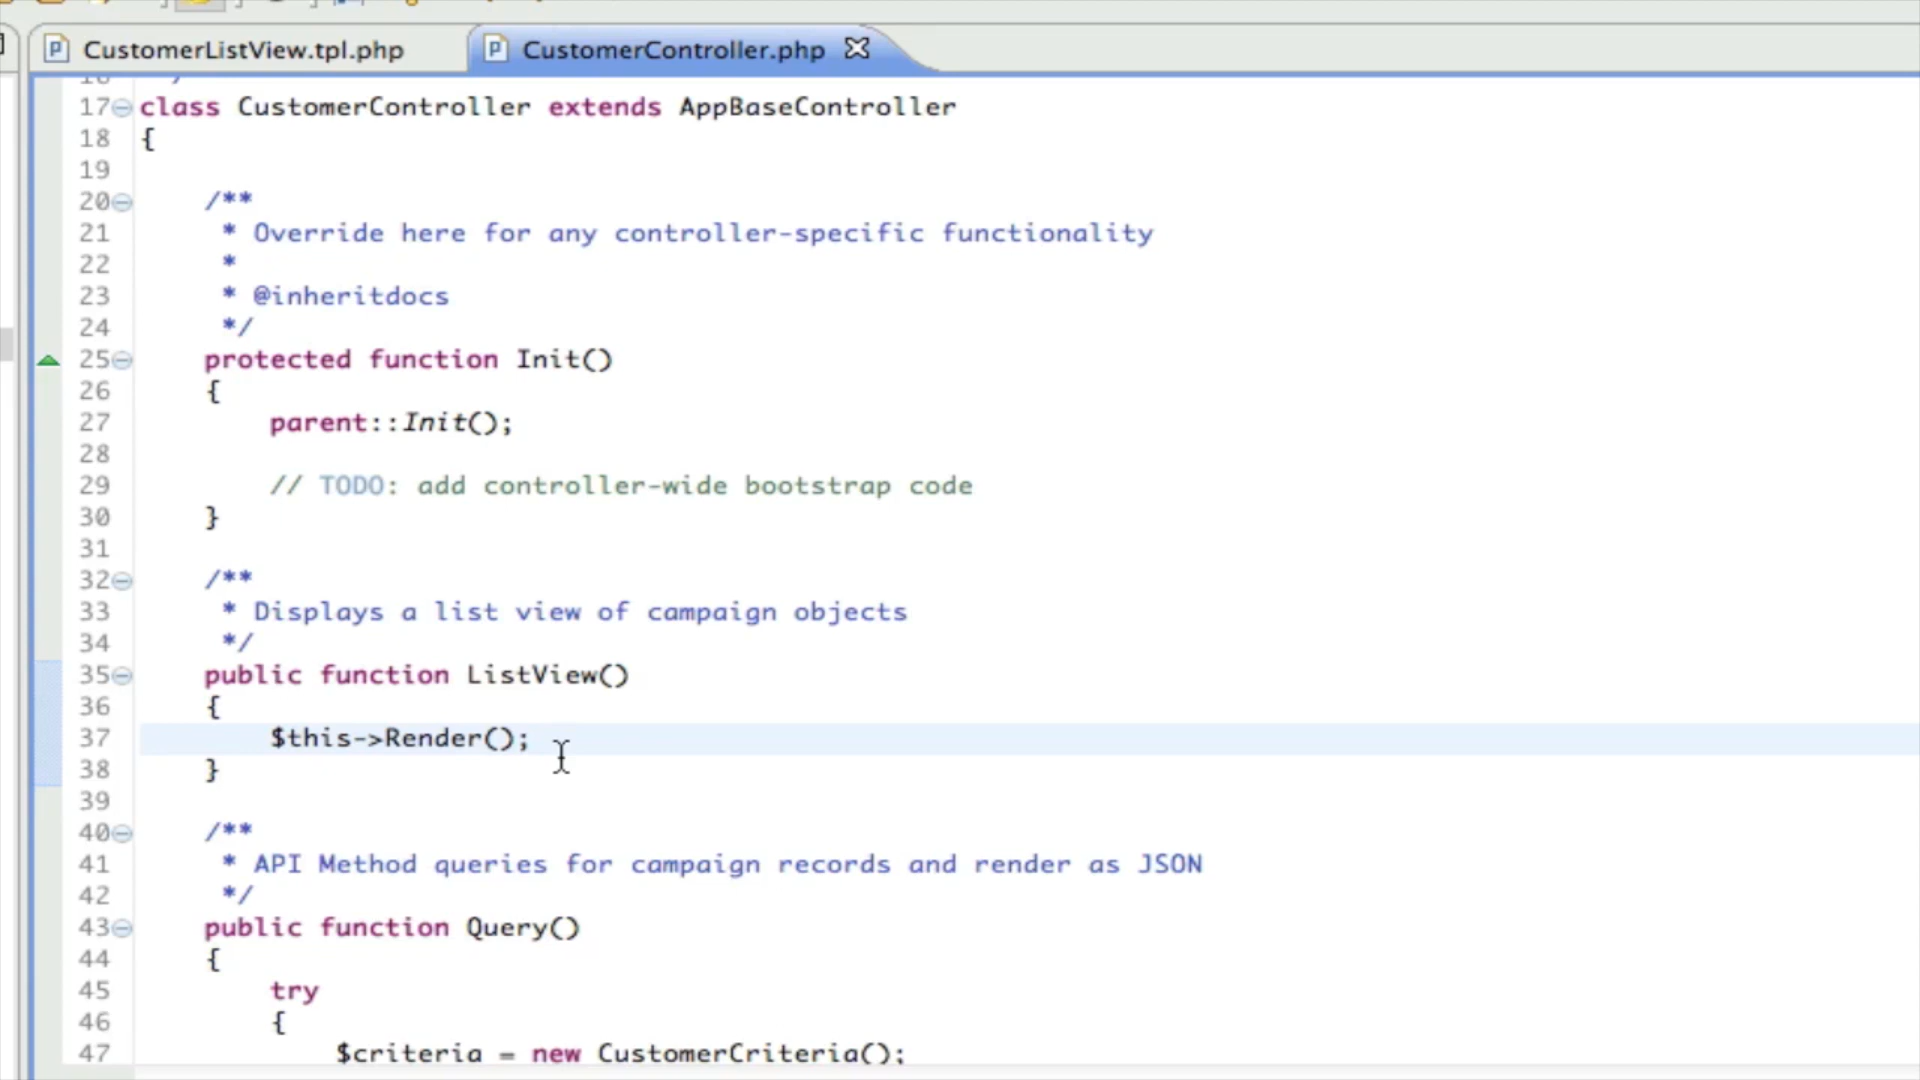 CustomerListView.tpl.php CustomerController.php
17 class CustomerController extends AppBaseController
18 {
19
20 /**
21 * Override here for any controller-specific functionality
22 *
23 * @inheritdocs
24 */
25 protected function Init()
26 {
27 parent::Init();
28
29 // TODO: add controller-wide bootstrap code
30 }
31
32 /**
33 * Displays a list view of campaign objects
34 */
35 public function ListView()
36 {
37 $this->Render();
38 }
39
40 /**
41 * API Method queries for campaign records and render as JSON
42 */
43 public function Query()
44 {
45 try
46 {
47 $criteria = new CustomerCriteria();